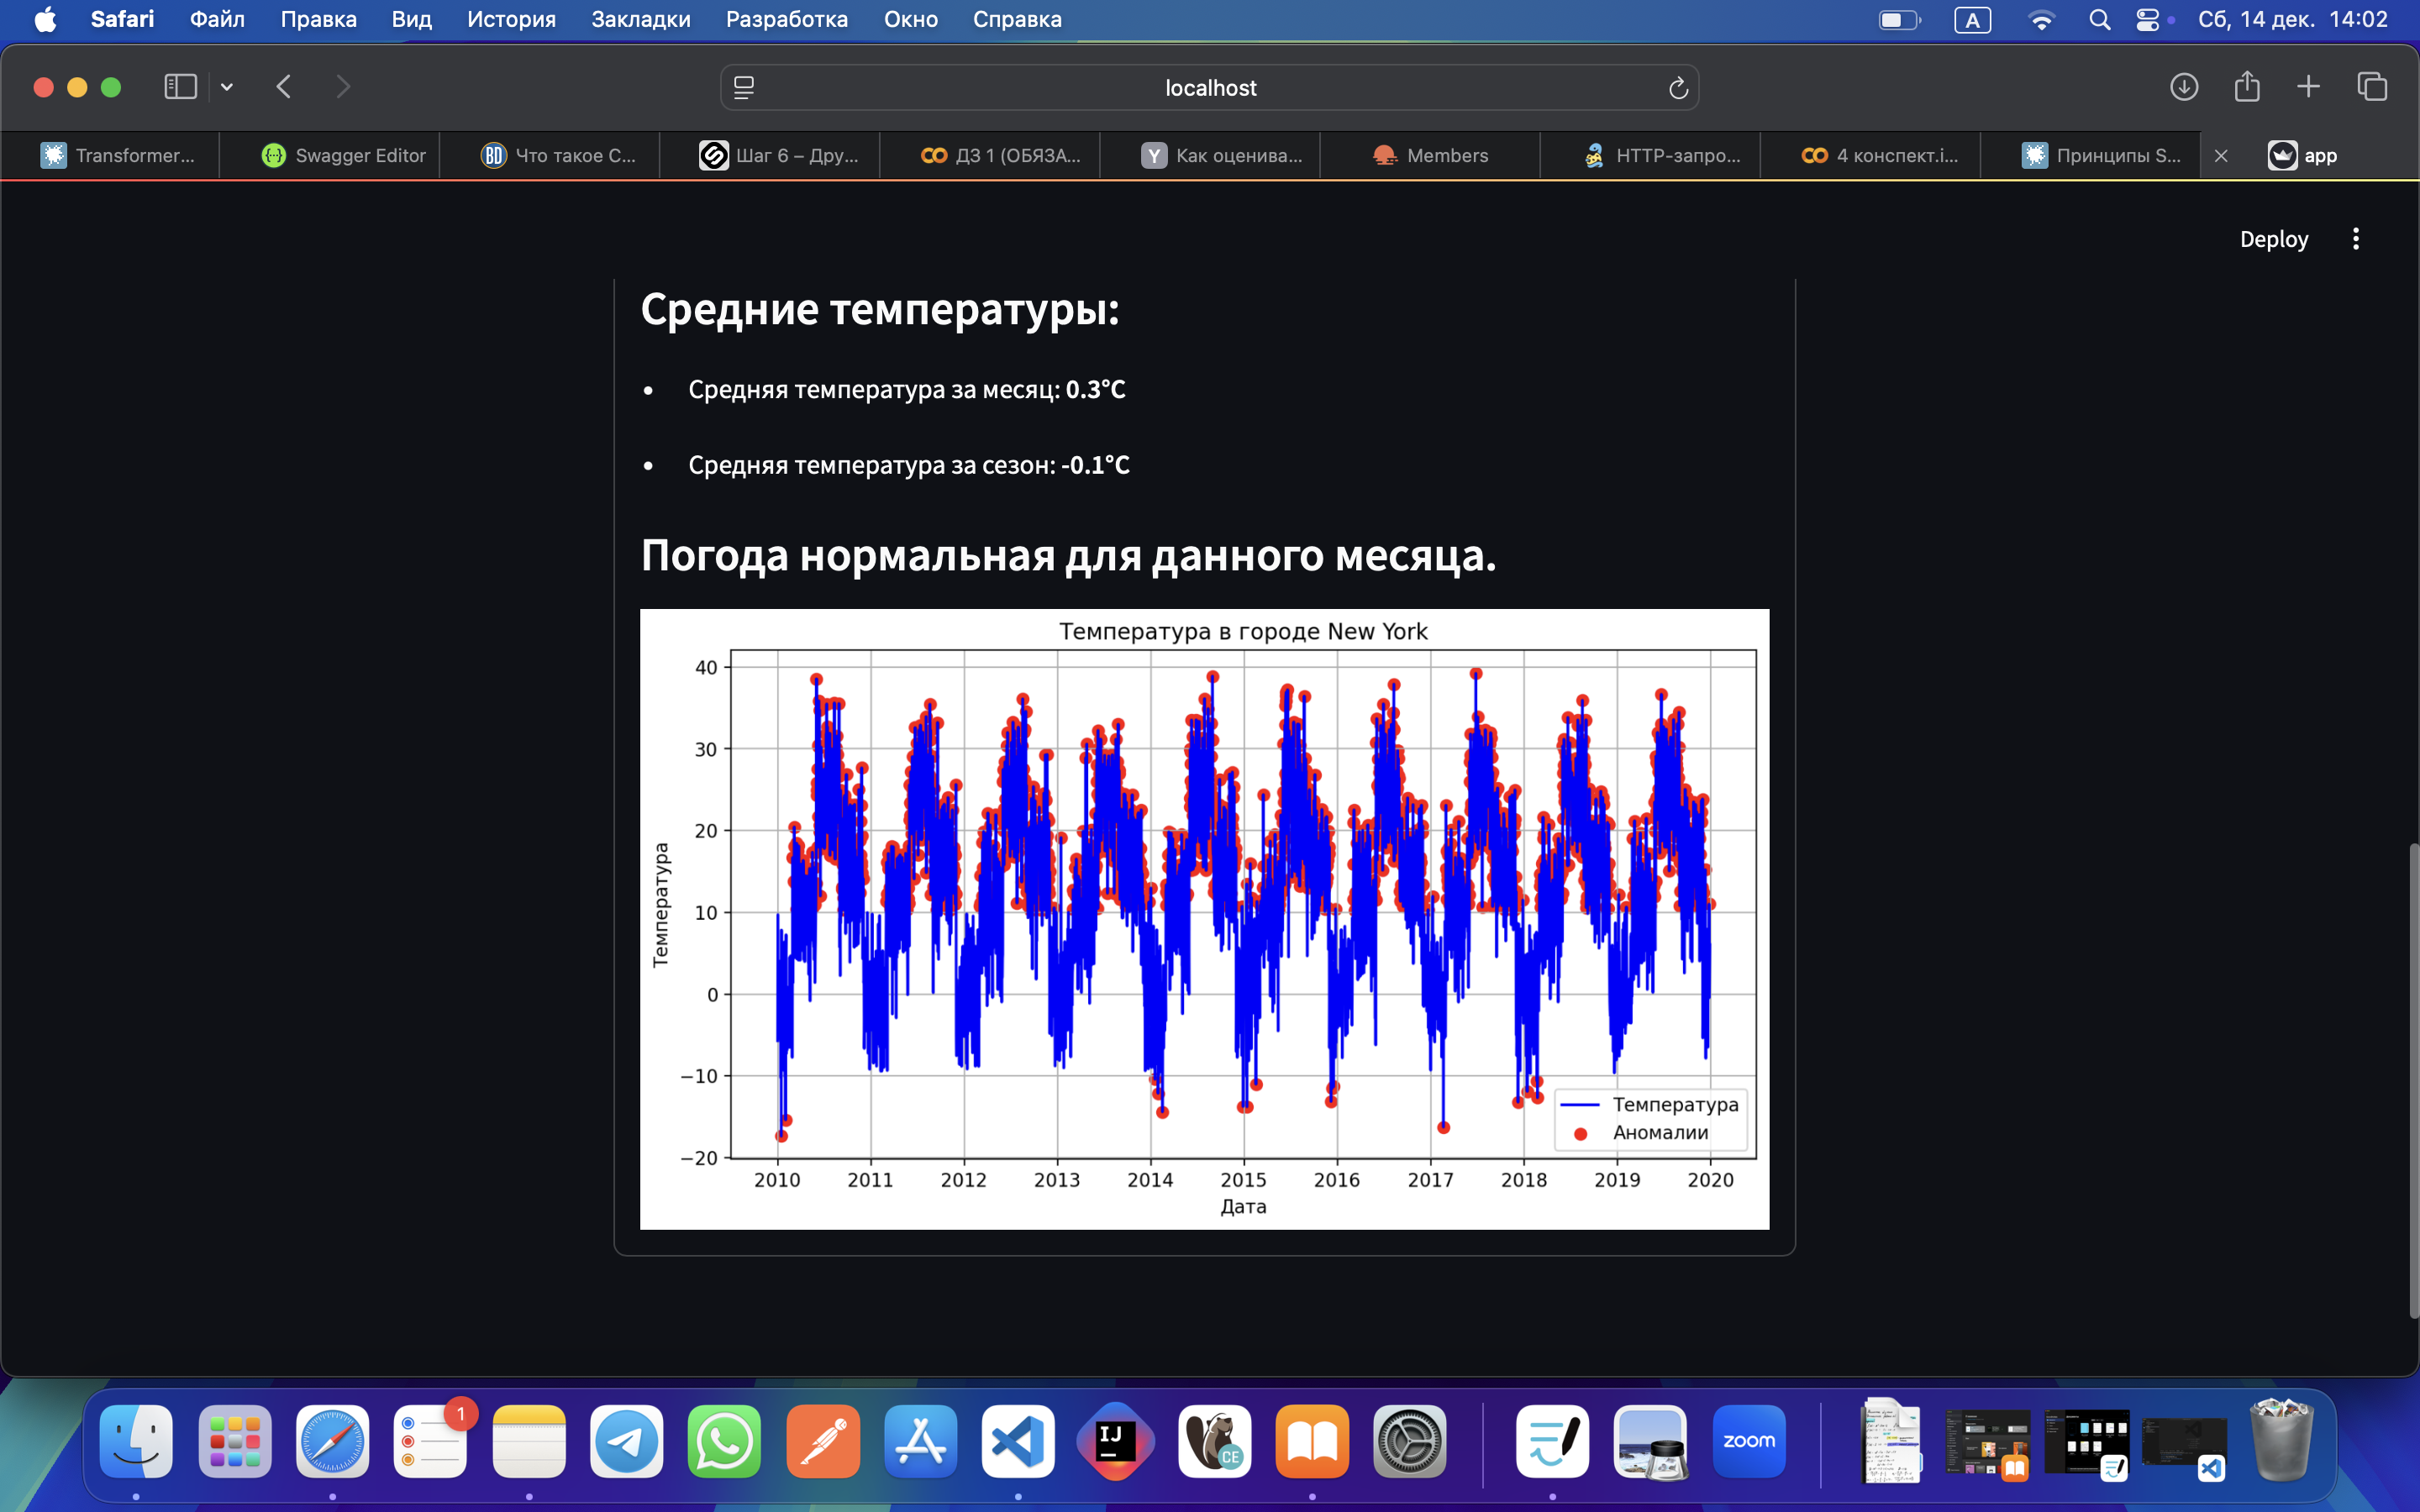 Safari Файл Правка Вид История Закладки Разработка Окно Справка A Сб, 14 дек. 14:02
localhost
Transformer... Swagger Editor BD Что такое С... Шаг 6 – Дру... ДЗ 1 (ОБЯЗА... Y Как оценива... Members HTTP-запро... 4 конспект.i... Принципы S... app
Deploy
Средние температуры:
• Средняя температура за месяц: 0.3°C
• Средняя температура за сезон: -0.1°C
Погода нормальная для данного месяца.
Температура в городе New York
40
30
20
10
0
−10
−20
Температура
Температура
Аномалии
2010 2011 2012 2013 2014 2015 2016 2017 2018 2019 2020
Дата
1
IJ
CE
zoom